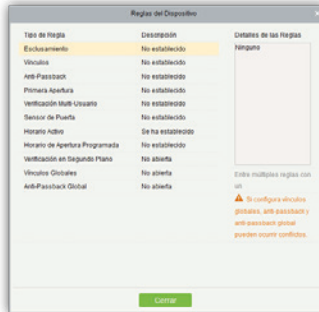 Reglas del Dispositivo
Tipo de Regla Descripción Detalles de las Reglas
Esclusamiento No establecido Ninguno
Vínculos No establecido
Anti-Passback No establecido
Primera Apertura No establecido
Verificación Multi-Usuario No establecido
Sensor de Puerta No establecido
Horario Activo Se ha establecido
Horario de Apertura Programada No establecido
Verificación en Segundo Plano No abierta
Vínculos Globales No abierta
Anti-Passback Global No abierta
Entre múltiples reglas con
un
Si configura vínculos
globales, anti-passback y
anti-passback global
pueden ocurrir conflictos.
Cerrar